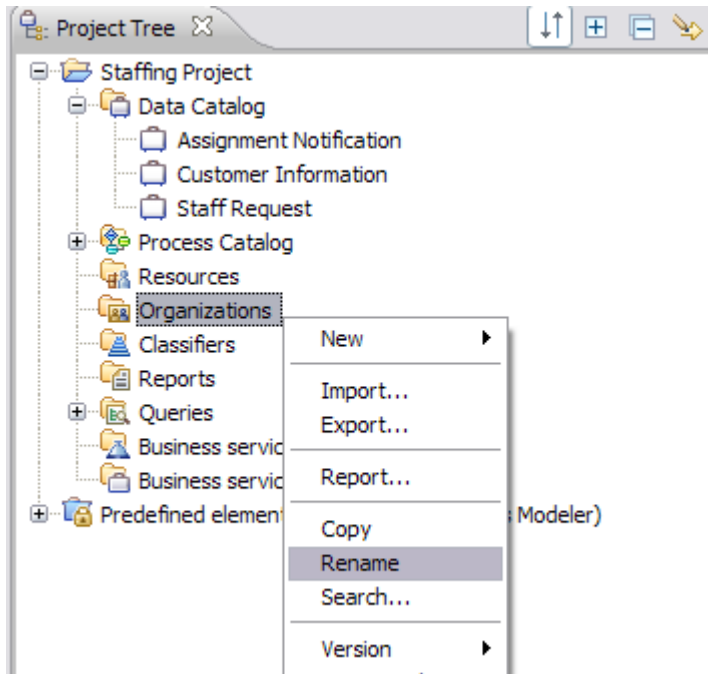 Project Tree
Staffing Project
Data Catalog
Assignment Notification
Customer Information
Staff Request
Process Catalog
Resources
Organizations
Classifiers
Reports
Queries
Business servic
Business servic
Predefined element
Modeler)
New
Import...
Export...
Report...
Copy
Rename
Search...
Version